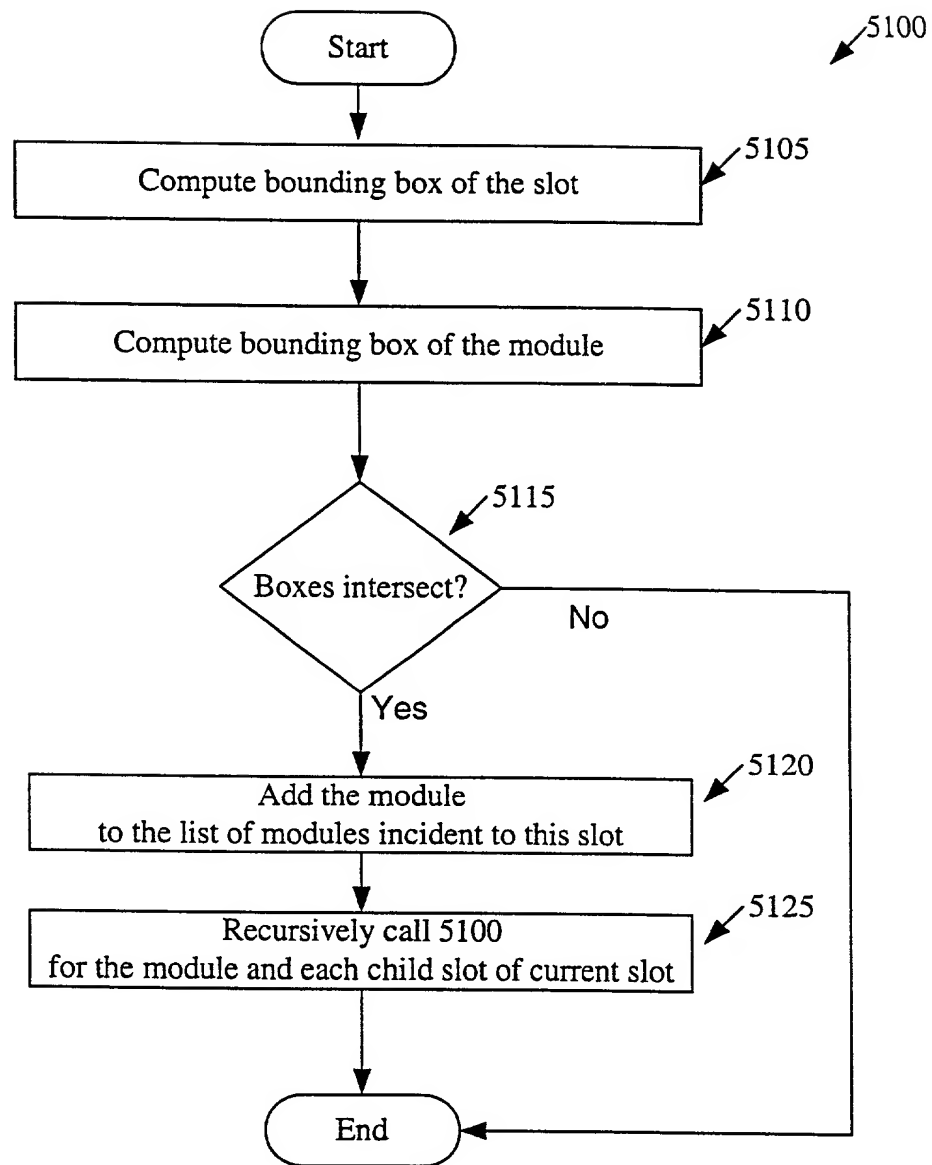 Start
5100
5105
Compute bounding box of the slot
5110
Compute bounding box of the module
5115
Boxes intersect?
No
Yes
5120
Add the module
to the list of modules incident to this slot
5125
Recursively call 5100
for the module and each child slot of current slot
End